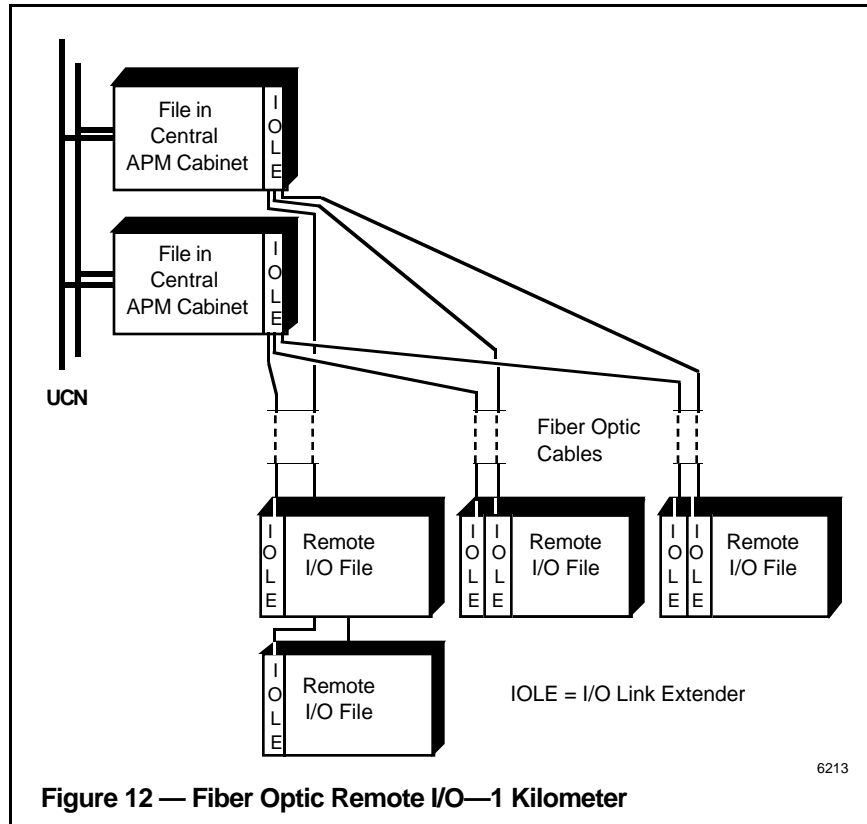 File in
Central
APM Cabinet
I
O
L
E
File in
Central
APM Cabinet
I
O
L
E
UCN
Fiber Optic
Cables
I
O
L
E
Remote
I/O File
I
O
L
E
I
O
L
E
Remote
I/O File
I
O
L
E
I
O
L
E
Remote
I/O File
I
O
L
E
Remote
I/O File
IOLE = I/O Link Extender
6213
Figure 12 — Fiber Optic Remote I/O—1 Kilometer